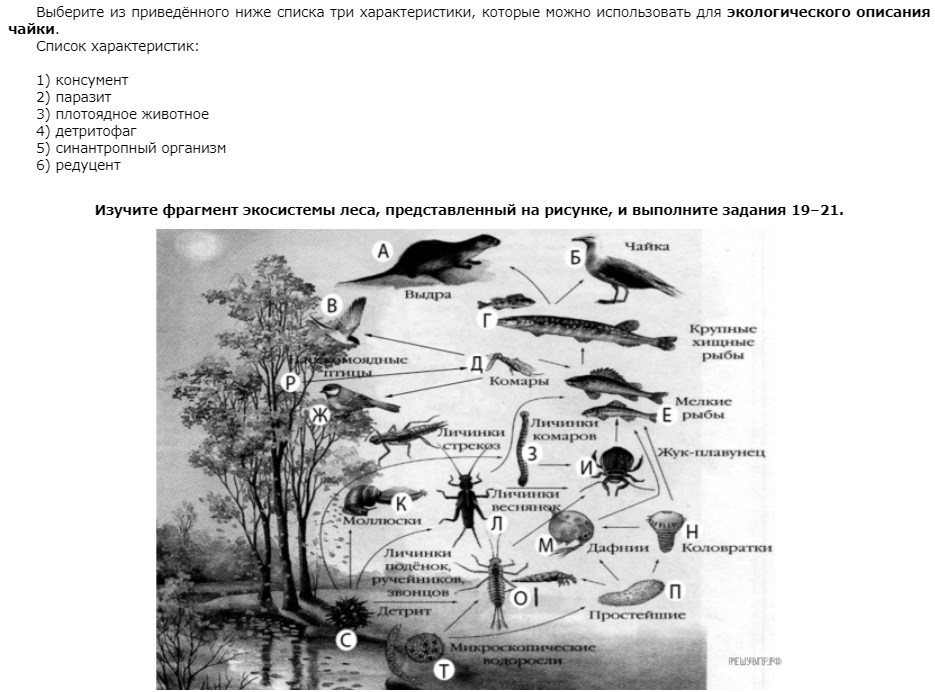 Выберите из приведённого ниже списка три характеристики, которые можно использовать для экологического описания
чайки.
Список характеристик:
1) консумент
2) паразит
3) плотоядное животное
4) детритофаг
5) синантропный организм
6) редуцент
Изучите фрагмент экосистемы леса, представленный на рисунке, и выполните задания 19–21.
А
Выдра
Б
Чайка
В
Г
Крупные
хищные
рыбы
Насекомоядные
птицы
Д
Комары
Р
Ж
Е
Мелкие
рыбы
Личинки
стрекоз
Личинки
комаров
З
И
Жук-плавунец
К
Моллюски
Личинки
веснянок
Л
М
Дафнии
Н
Коловратки
Личинки
подёнок,
ручейников,
звонцов
О
П
Простейшие
Детрит
С
Микроскопические
водоросли
Т
РЕШУВПР.РФ